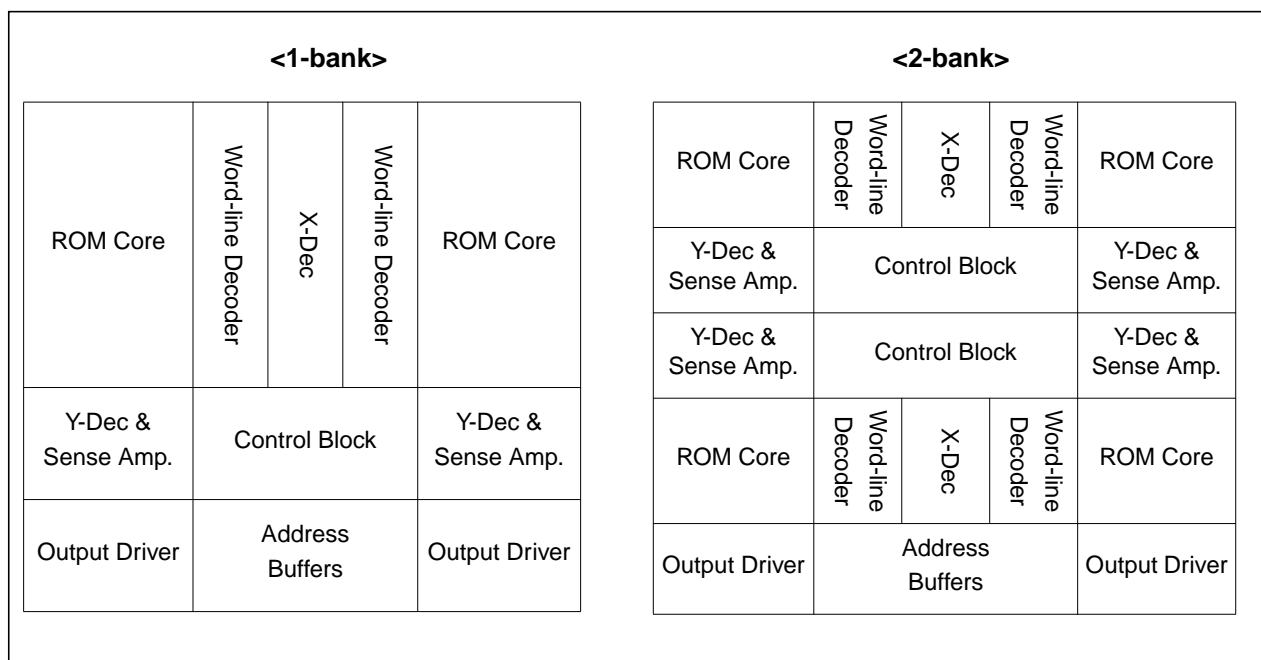 <1-bank>
ROM Core
Word-line Decoder
X-Dec
Word-line Decoder
ROM Core
Y-Dec &
Sense Amp.
Control Block
Y-Dec &
Sense Amp.
Output Driver
Address
Buffers
Output Driver
<2-bank>
ROM Core
Word-line
Decoder
X-Dec
Word-line
Decoder
ROM Core
Y-Dec &
Sense Amp.
Control Block
Y-Dec &
Sense Amp.
Y-Dec &
Sense Amp.
Control Block
Y-Dec &
Sense Amp.
ROM Core
Word-line
Decoder
X-Dec
Word-line
Decoder
ROM Core
Output Driver
Address
Buffers
Output Driver